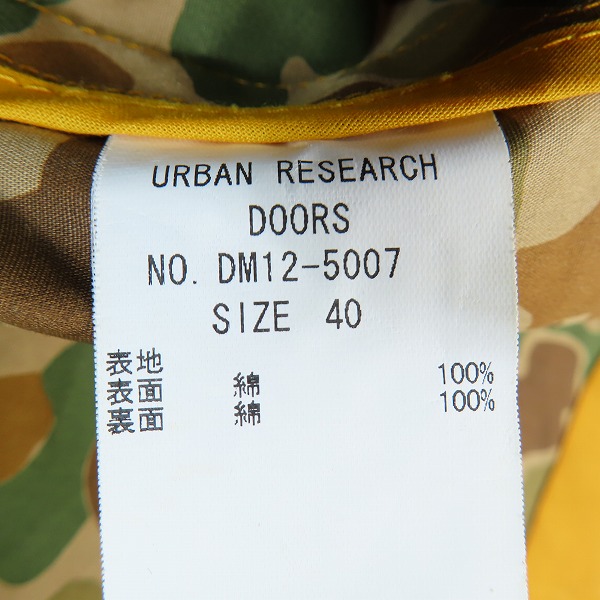 URBAN RESEARCH
DOORS
NO. DM12-5007
SIZE 40
表地
表面 綿 100%
裏面 綿 100%